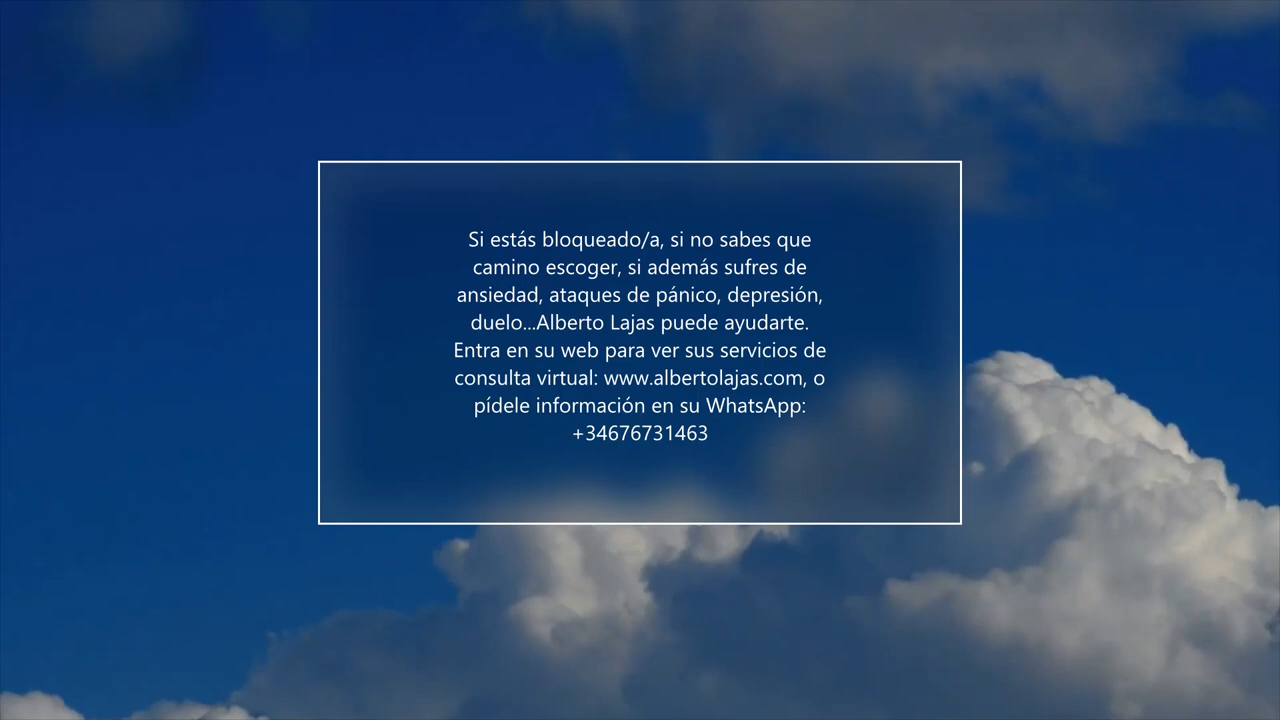 Si estás bloqueado/a, si no sabes que
camino escoger, si además sufres de
ansiedad, ataques de pánico, depresión,
duelo...Alberto Lajas puede ayudarte.
Entra en su web para ver sus servicios de
consulta virtual: www.albertolajas.com, o
pídele información en su WhatsApp:
+34676731463